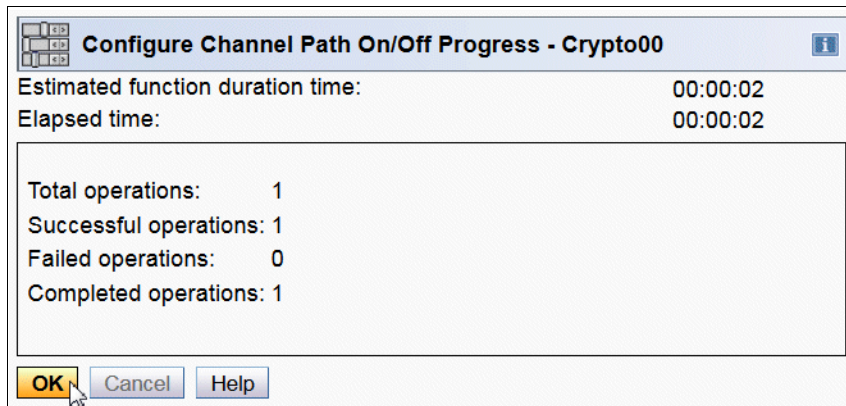 Configure Channel Path On/Off Progress - Crypto00
Estimated function duration time: 00:00:02
Elapsed time: 00:00:02
Total operations: 1
Successful operations: 1
Failed operations: 0
Completed operations: 1
OK Cancel Help